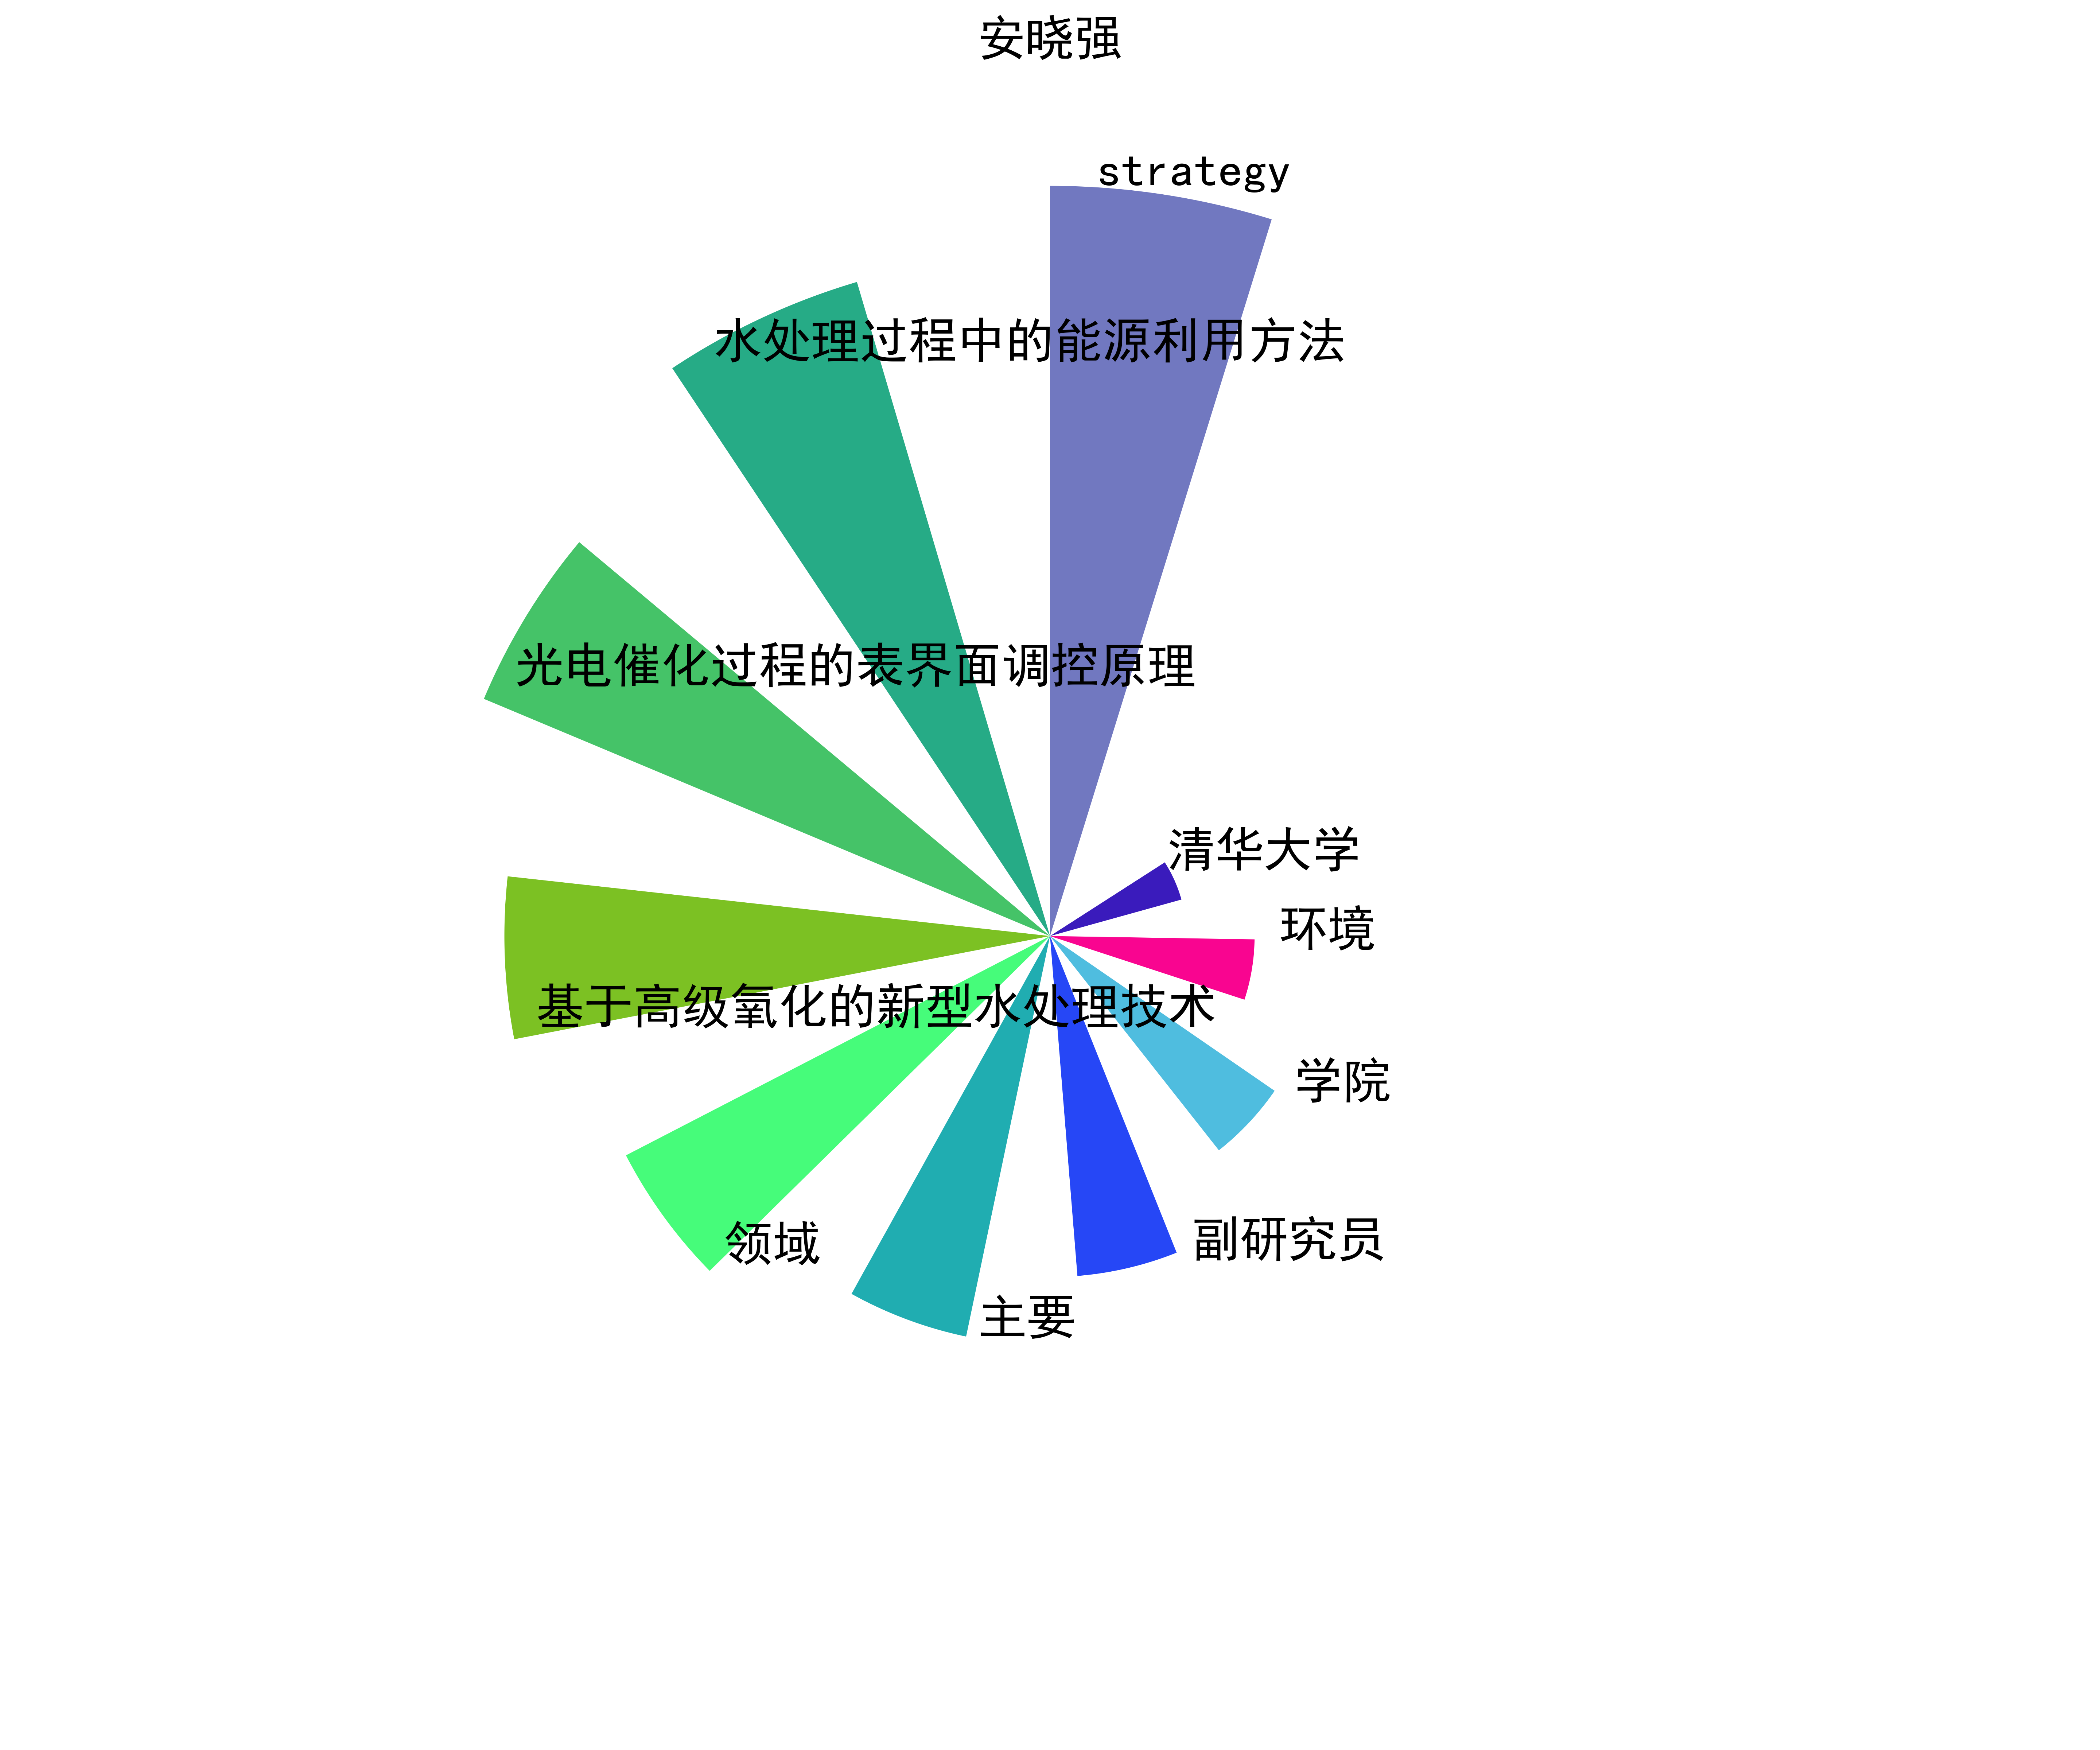 安晓强
strategy
水处理过程中的能源利用方法
光电催化过程的表界面调控原理
清华大学
环境
基于高级氧化的新型水处理技术
学院
副研究员
领域
主要